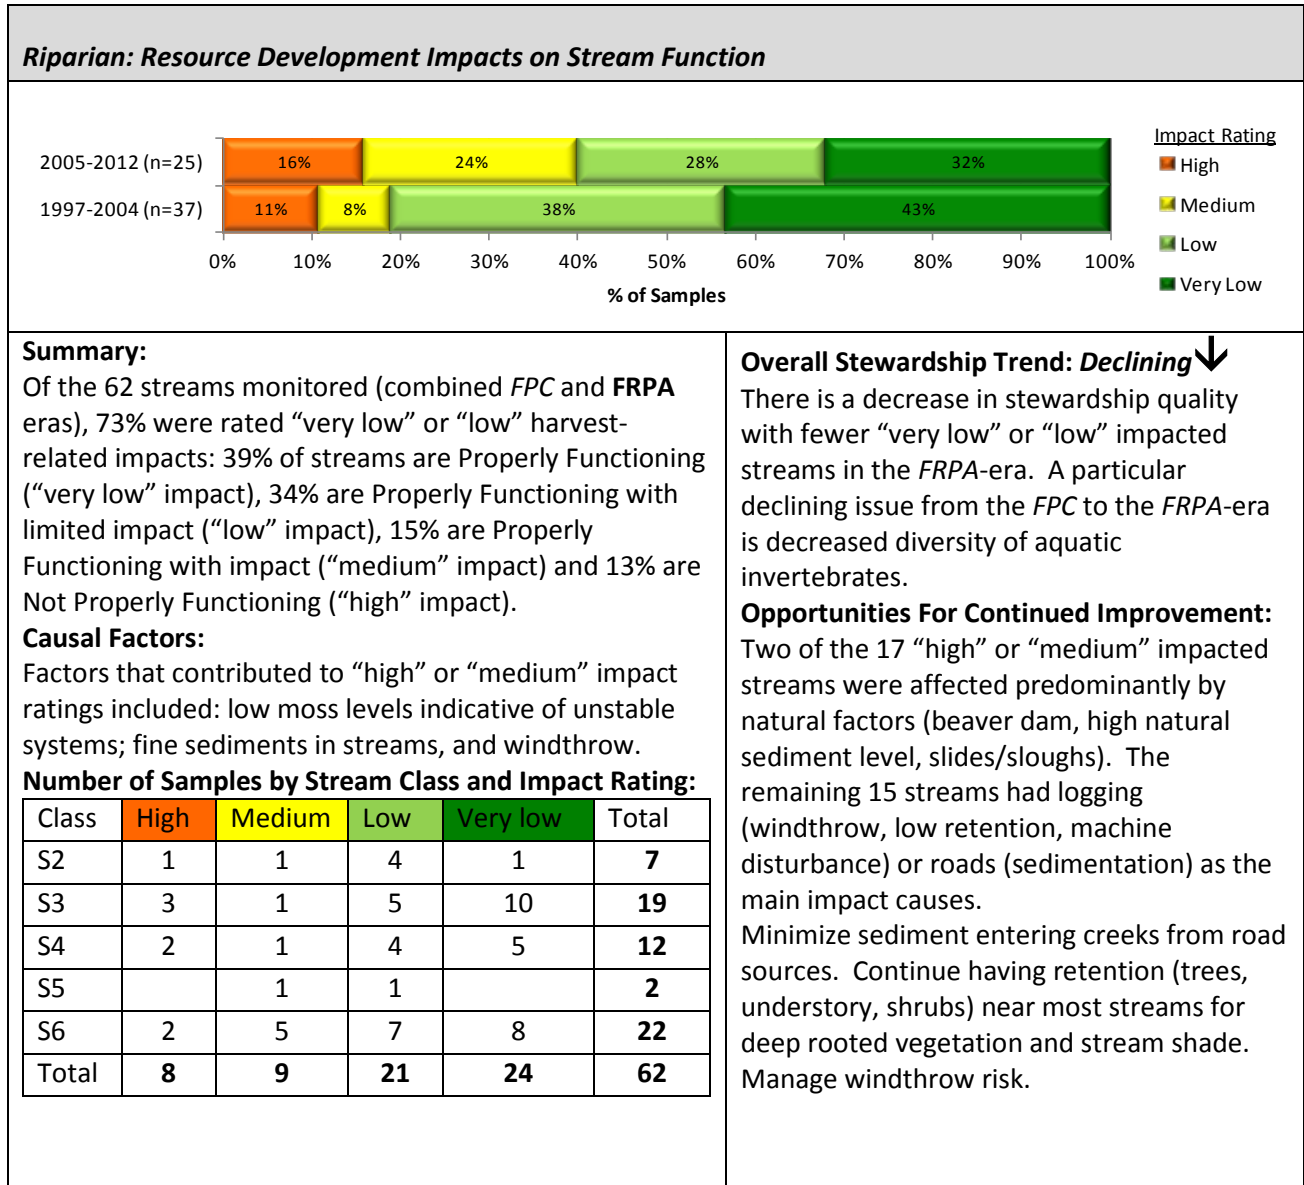 Riparian: Resource Development Impacts on Stream Function
2005-2012 (n=25)
16%
24%
28%
32%
1997-2004 (n=37)
11%
8%
38%
43%
0%
10%
20%
30%
40%
50%
60%
70%
80%
90%
100%
% of Samples
Impact Rating
High
Medium
Low
Very Low
Summary:
Of the 62 streams monitored (combined FPC and FRPA
eras), 73% were rated “very low” or “low” harvest-
related impacts: 39% of streams are Properly Functioning
(“very low” impact), 34% are Properly Functioning with
limited impact (“low” impact), 15% are Properly
Functioning with impact (“medium” impact) and 13% are
Not Properly Functioning (“high” impact).
Causal Factors:
Factors that contributed to “high” or “medium” impact
ratings included: low moss levels indicative of unstable
systems; fine sediments in streams, and windthrow.
Number of Samples by Stream Class and Impact Rating:
Class High Medium Low Very low Total
S2 1 1 4 1 7
S3 3 1 5 10 19
S4 2 1 4 5 12
S5 1 1 2
S6 2 5 7 8 22
Total 8 9 21 24 62
Overall Stewardship Trend: Declining
There is a decrease in stewardship quality
with fewer “very low” or “low” impacted
streams in the FRPA-era. A particular
declining issue from the FPC to the FRPA-era
is decreased diversity of aquatic
invertebrates.
Opportunities For Continued Improvement:
Two of the 17 “high” or “medium” impacted
streams were affected predominantly by
natural factors (beaver dam, high natural
sediment level, slides/sloughs). The
remaining 15 streams had logging
(windthrow, low retention, machine
disturbance) or roads (sedimentation) as the
main impact causes.
Minimize sediment entering creeks from road
sources. Continue having retention (trees,
understory, shrubs) near most streams for
deep rooted vegetation and stream shade.
Manage windthrow risk.